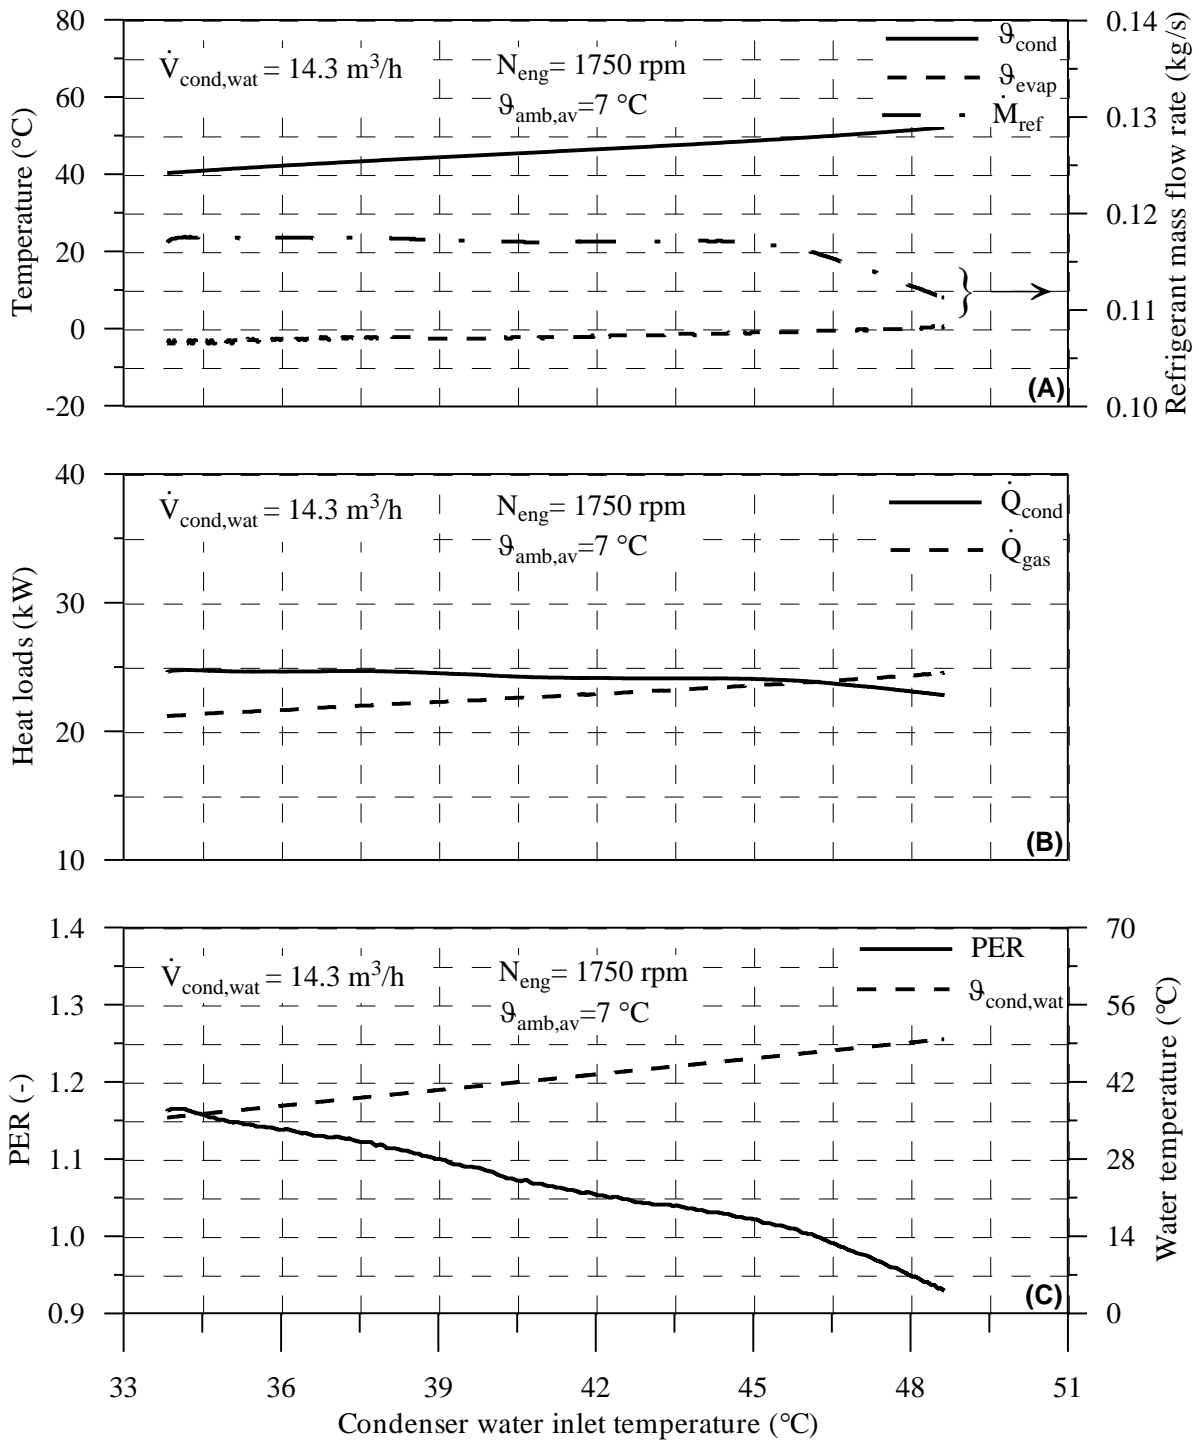 80
60
40
20
0
-20
Temperature (°C)
V̇cond,wat = 14.3 m³/h
Neng= 1750 rpm
ϑamb,av=7 °C
ϑcond
ϑevap
Ṁref
}
(A)
0.14
0.13
0.12
0.11
0.10
Refrigerant mass flow rate (kg/s)
40
30
20
10
Heat loads (kW)
V̇cond,wat = 14.3 m³/h
Neng= 1750 rpm
ϑamb,av=7 °C
Q̇cond
Q̇gas
(B)
1.4
1.3
1.2
1.1
1.0
0.9
PER (-)
V̇cond,wat = 14.3 m³/h
Neng= 1750 rpm
ϑamb,av=7 °C
PER
ϑcond,wat
(C)
70
56
42
28
14
0
Water temperature (°C)
33 36 39 42 45 48 51
Condenser water inlet temperature (°C)